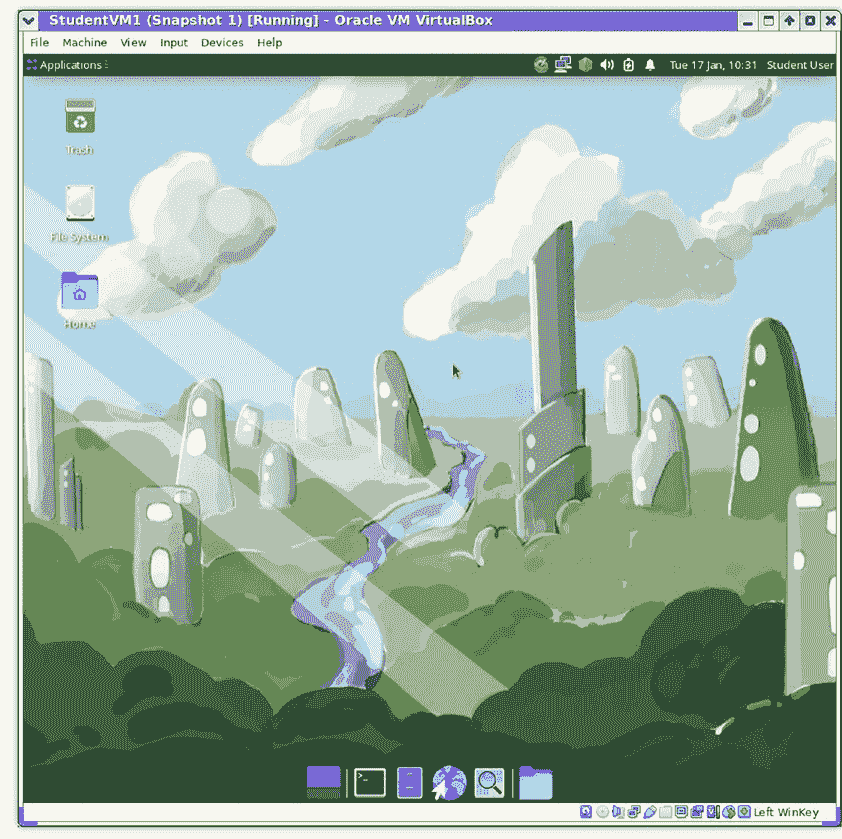 StudentVM1 (Snapshot 1) [Running] - Oracle VM VirtualBox
File Machine View Input Devices Help
Applications Tue 17 Jan, 10:31 Student User
Trash
File System
Home
Left WinKey